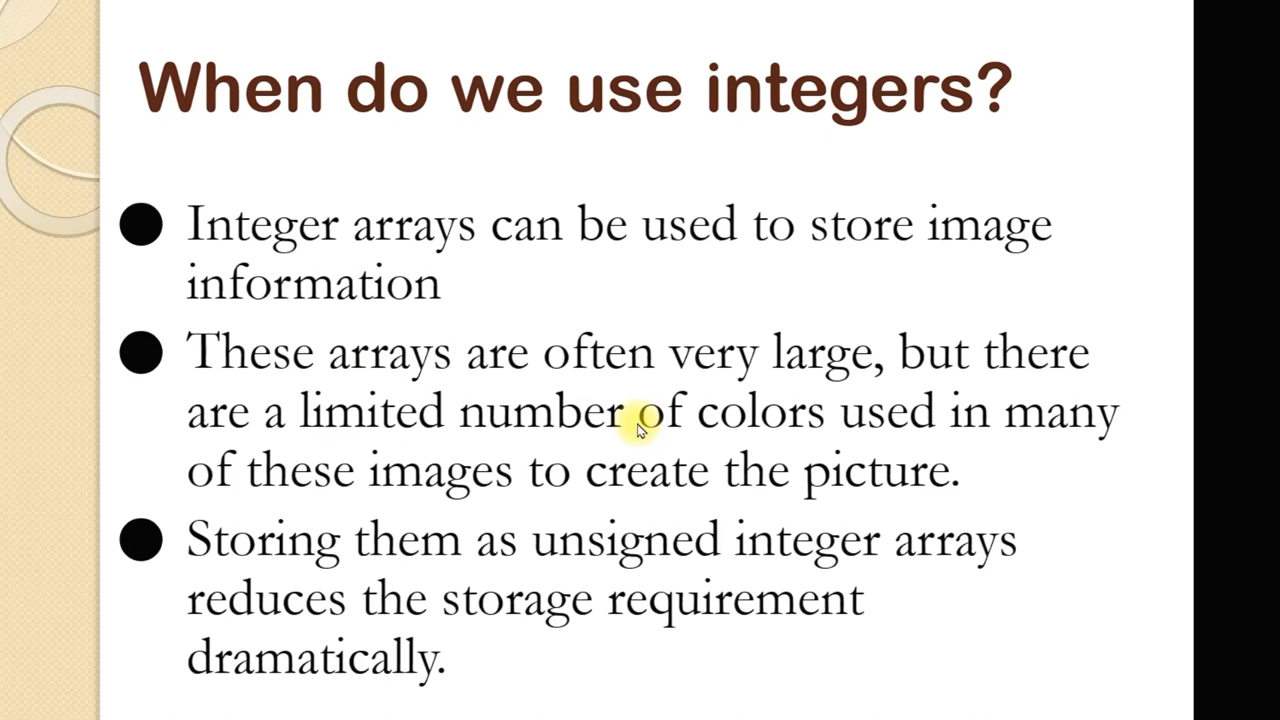 When do we use integers?
Integer arrays can be used to store image
information
These arrays are often very large, but there
are a limited number of colors used in many
of these images to create the picture.
Storing them as unsigned integer arrays
reduces the storage requirement
dramatically.